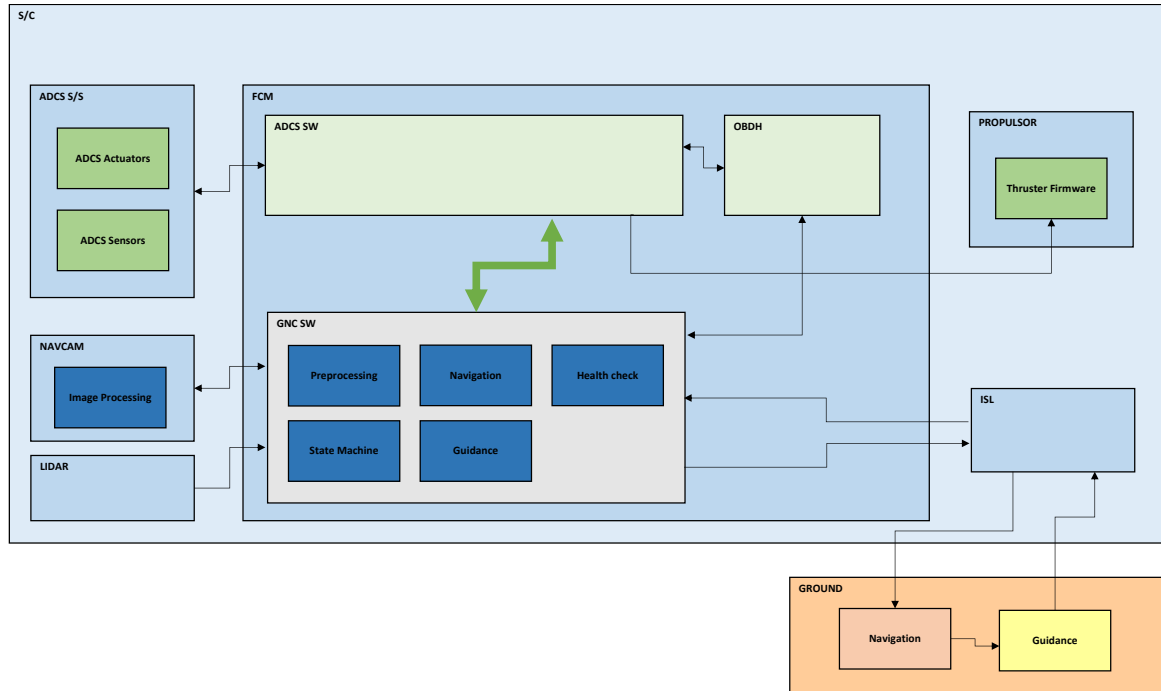 S/C
ADCS S/S
ADCS Actuators
ADCS Sensors
FCM
ADCS SW
OBDH
PROPULSOR
Thruster Firmware
GNC SW
Preprocessing
Navigation
Health check
State Machine
Guidance
NAVCAM
Image Processing
LIDAR
ISL
GROUND
Navigation
Guidance